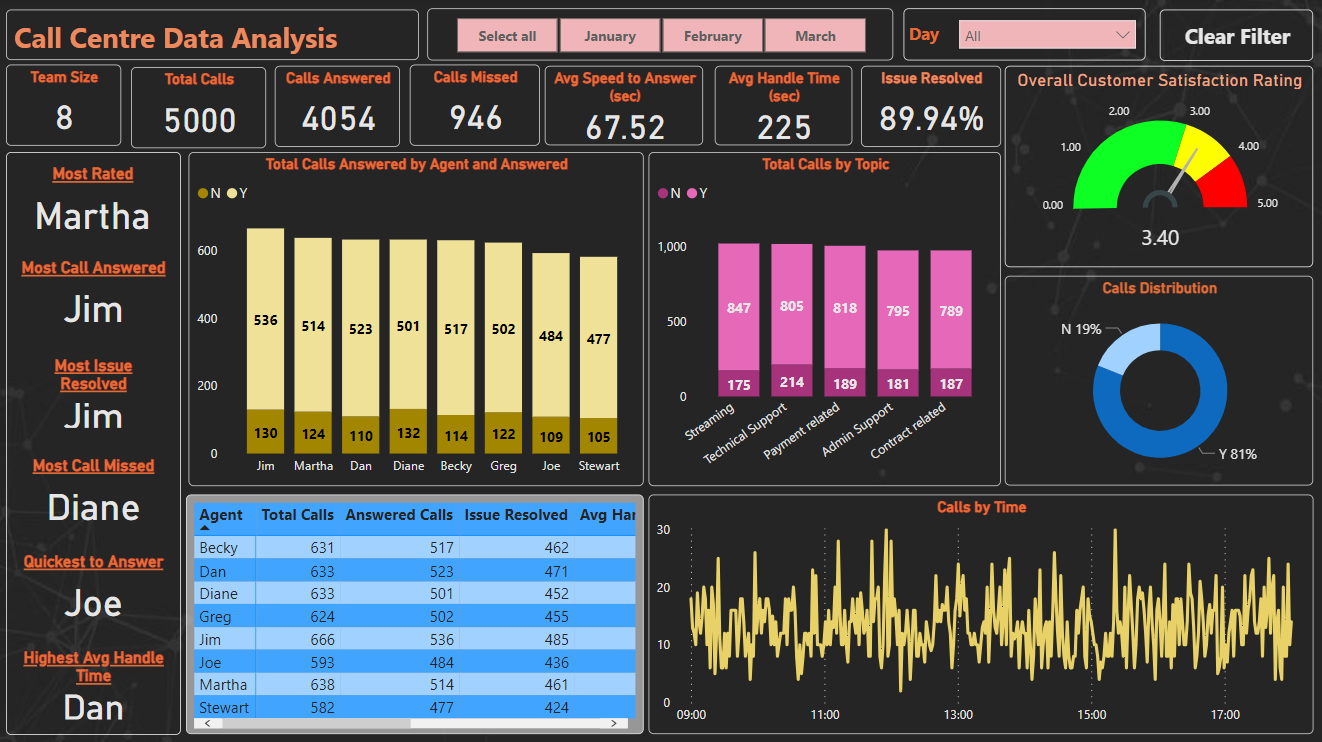 Call Centre Data Analysis
Select all
January
February
March
Day
All
Clear Filter
Team Size
8
Total Calls
5000
Calls Answered
4054
Calls Missed
946
Avg Speed to Answer
(sec)
67.52
Avg Handle Time
(sec)
225
Issue Resolved
89.94%
Overall Customer Satisfaction Rating
0.00
1.00
2.00
3.00
4.00
5.00
3.40
Most Rated
Martha
Most Call Answered
Jim
Most Issue
Resolved
Jim
Most Call Missed
Diane
Quickest to Answer
Joe
Highest Avg Handle
Time
Dan
Total Calls Answered by Agent and Answered
N Y
600
400
200
0
536 514 523 501 517 502 484 477
130 124 110 132 114 122 109 105
Jim Martha Dan Diane Becky Greg Joe Stewart
Total Calls by Topic
N Y
1,000
500
0
847 805 818 795 789
175 214 189 181 187
Streaming
Technical Support
Payment related
Admin Support
Contract related
Calls Distribution
N 19%
Y 81%
Agent Total Calls Answered Calls Issue Resolved Avg Har
Becky 631 517 462
Dan 633 523 471
Diane 633 501 452
Greg 624 502 455
Jim 666 536 485
Joe 593 484 436
Martha 638 514 461
Stewart 582 477 424
Calls by Time
30
20
10
0
09:00 11:00 13:00 15:00 17:00